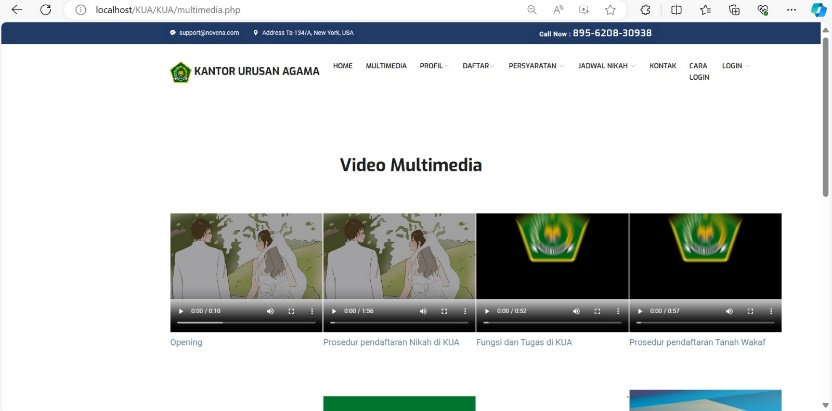 localhost/KUA/KUA/multimedia.php
support@novena.com Address Ta-134/A, New York, USA Call Now : 895-6208-30938
KANTOR URUSAN AGAMA HOME MULTIMEDIA PROFIL DAFTAR PERSYARATAN JADWAL NIKAH KONTAK CARA LOGIN LOGIN
Video Multimedia
0:00 / 0:10 0:00 / 1:56 0:00 / 0:52 0:00 / 0:57
Opening Prosedur pendaftaran Nikah di KUA Fungsi dan Tugas di KUA Prosedur pendaftaran Tanah Wakaf